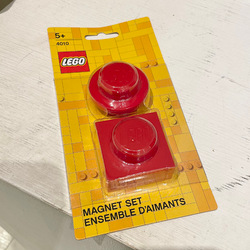 5+
4010
LEGO
MAGNET SET
ENSEMBLE D'AIMANTS